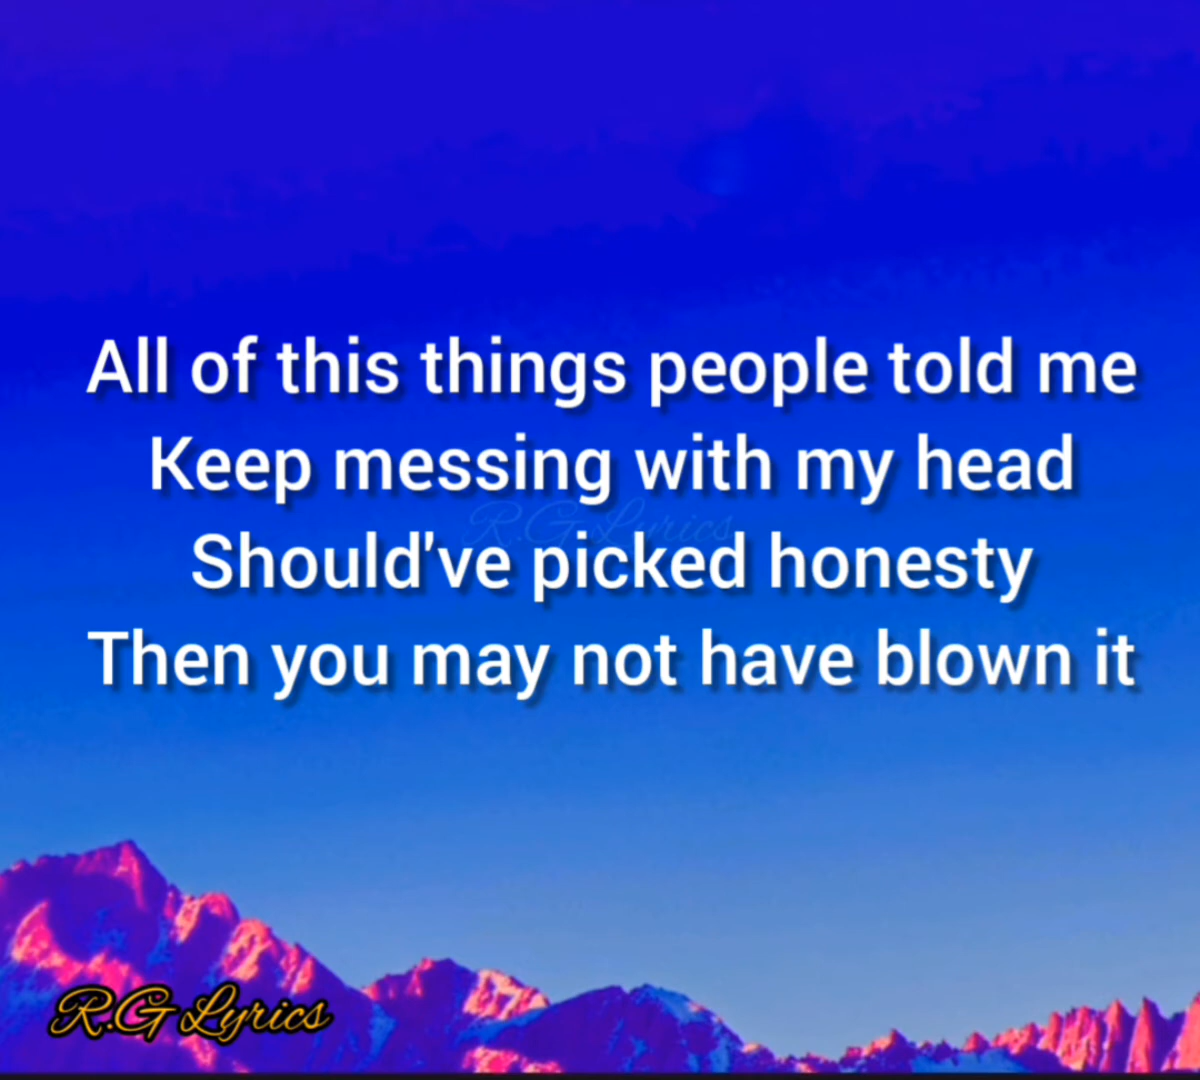 All of this things people told me
Keep messing with my head
R.G Lyrics
Should've picked honesty
Then you may not have blown it
R.G Lyrics